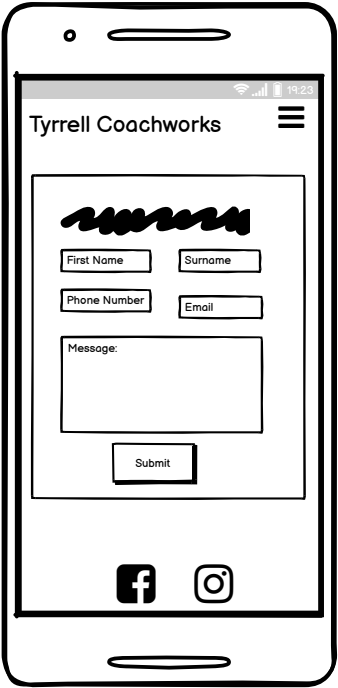 19:23
Tyrrell Coachworks
First Name
Surname
Phone Number
Email
Message:
Submit